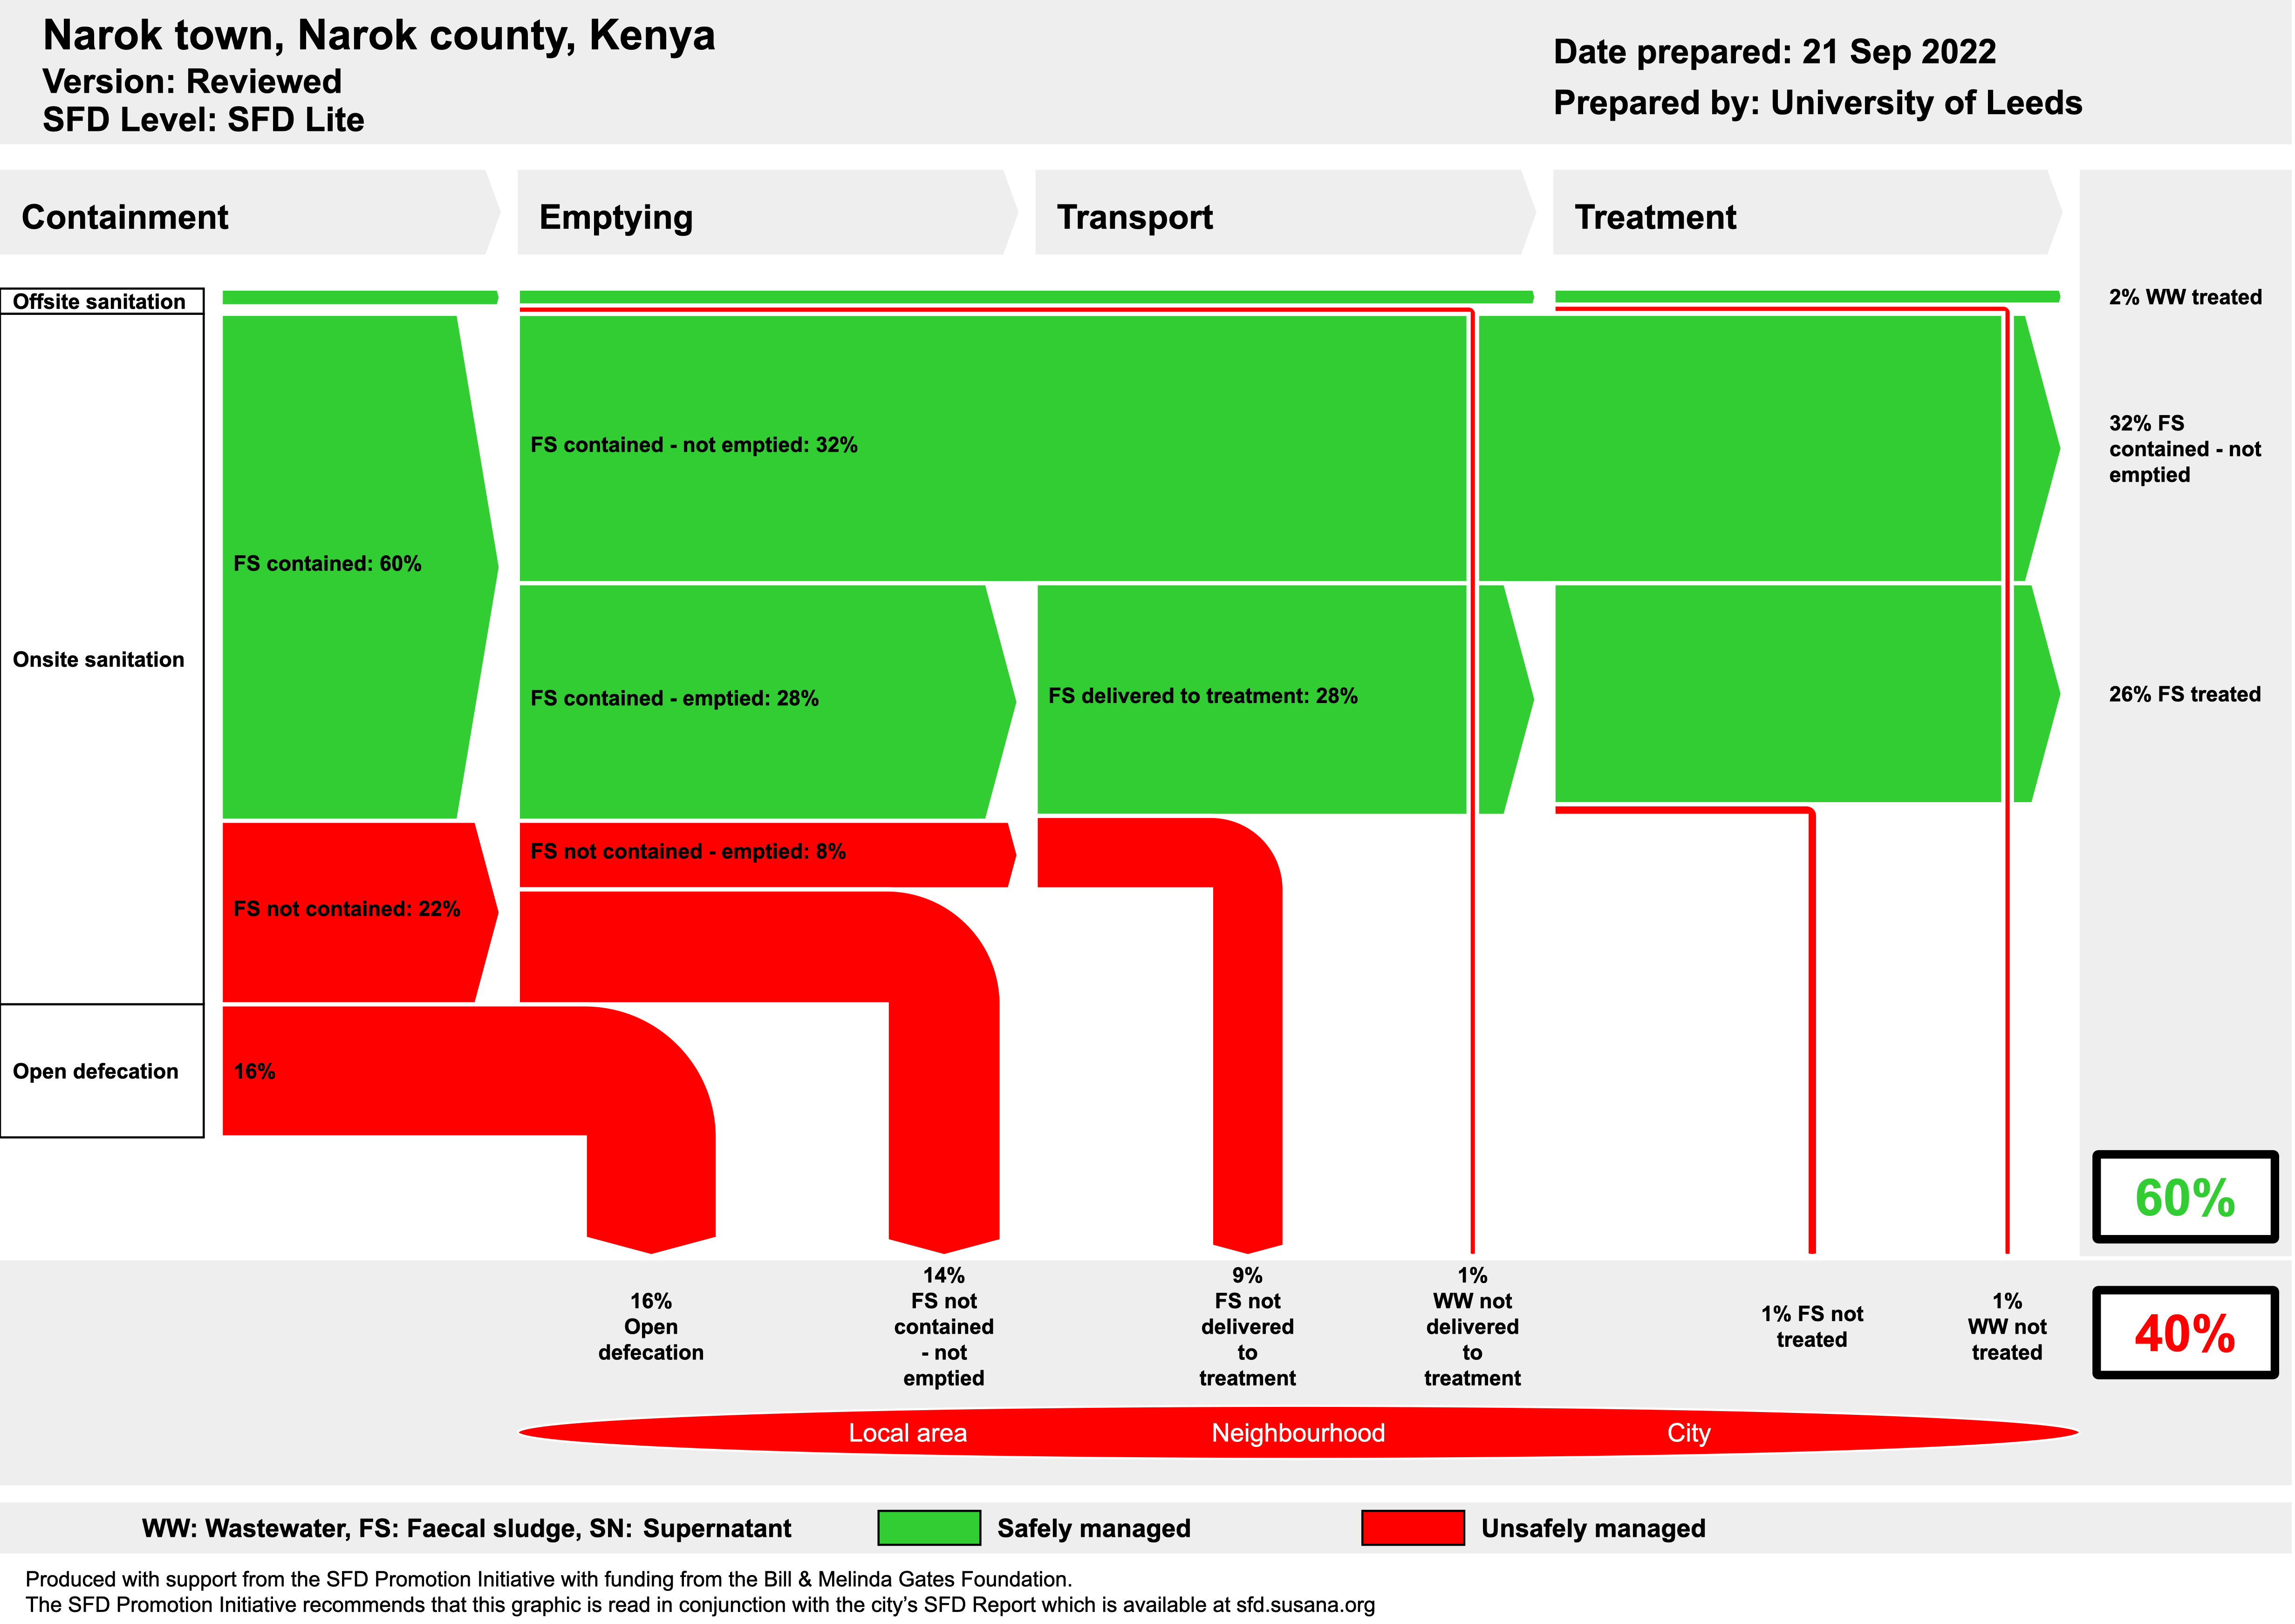 Narok town, Narok county, Kenya
Version: Reviewed
SFD Level: SFD Lite
Date prepared: 21 Sep 2022
Prepared by: University of Leeds
Containment
Emptying
Transport
Treatment
Offsite sanitation
2% WW treated
FS contained - not emptied: 32%
32% FS
contained - not
emptied
FS contained: 60%
Onsite sanitation
FS contained - emptied: 28%
FS delivered to treatment: 28%
26% FS treated
FS not contained - emptied: 8%
FS not contained: 22%
Open defecation
16%
60%
16%
Open
defecation
14%
FS not
contained
- not
emptied
9%
FS not
delivered
to
treatment
1%
WW not
delivered
to
treatment
1% FS not
treated
1%
WW not
treated
40%
Local area
Neighbourhood
City
WW: Wastewater, FS: Faecal sludge, SN: Supernatant
Safely managed
Unsafely managed
Produced with support from the SFD Promotion Initiative with funding from the Bill & Melinda Gates Foundation.
The SFD Promotion Initiative recommends that this graphic is read in conjunction with the city's SFD Report which is available at sfd.susana.org